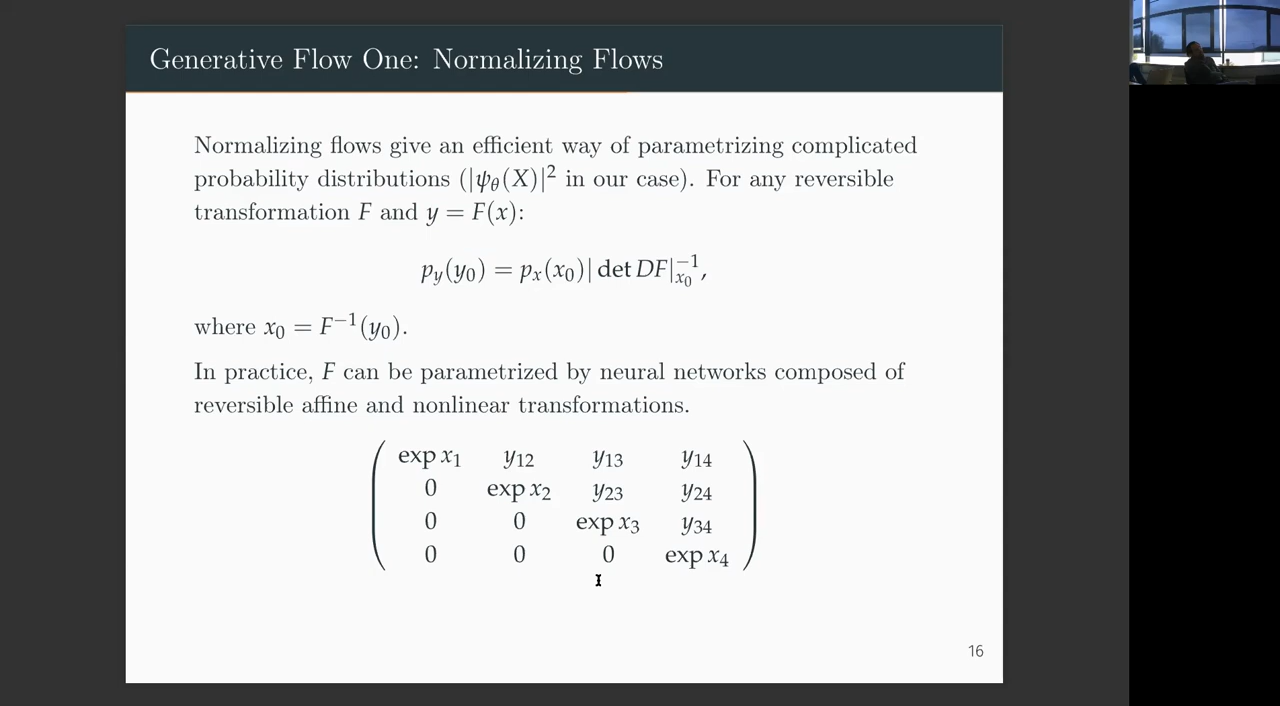 Generative Flow One: Normalizing Flows
Normalizing flows give an efficient way of parametrizing complicated
probability distributions (|ψ_θ(X)|² in our case). For any reversible
transformation F and y = F(x):
p_y(y_0) = p_x(x_0)| det DF|_{x_0}^{-1},
where x_0 = F^{-1}(y_0).
In practice, F can be parametrized by neural networks composed of
reversible affine and nonlinear transformations.
exp x_1 y_12 y_13 y_14
0 exp x_2 y_23 y_24
0 0 exp x_3 y_34
0 0 0 exp x_4
16